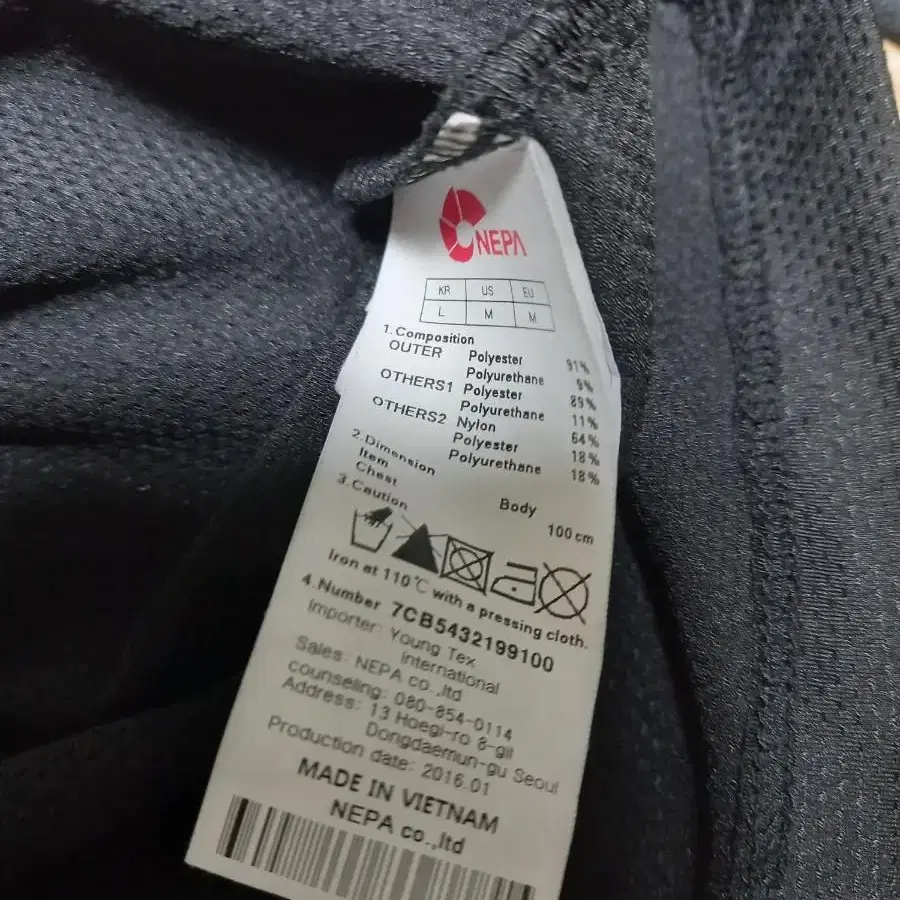 NEPA
KR US EU
L M M
1.Composition
OUTER Polyester 91%
Polyurethane 9%
OTHERS1 Polyester 89%
Polyurethane 11%
OTHERS2 Nylon 64%
Polyester 18%
Polyurethane 18%
2.Dimension
Item Body
Chest 100cm
3.Caution
Iron at 110℃ with a pressing cloth.
4.Number 7CB5432199100
Importer: Young Tex
International
Sales: NEPA co.,ltd
counseling: 080-854-0114
Address: 13 Hoegi-ro 8-gil
Dongdaemun-gu Seoul
Production date: 2016.01
MADE IN VIETNAM
NEPA co.,ltd